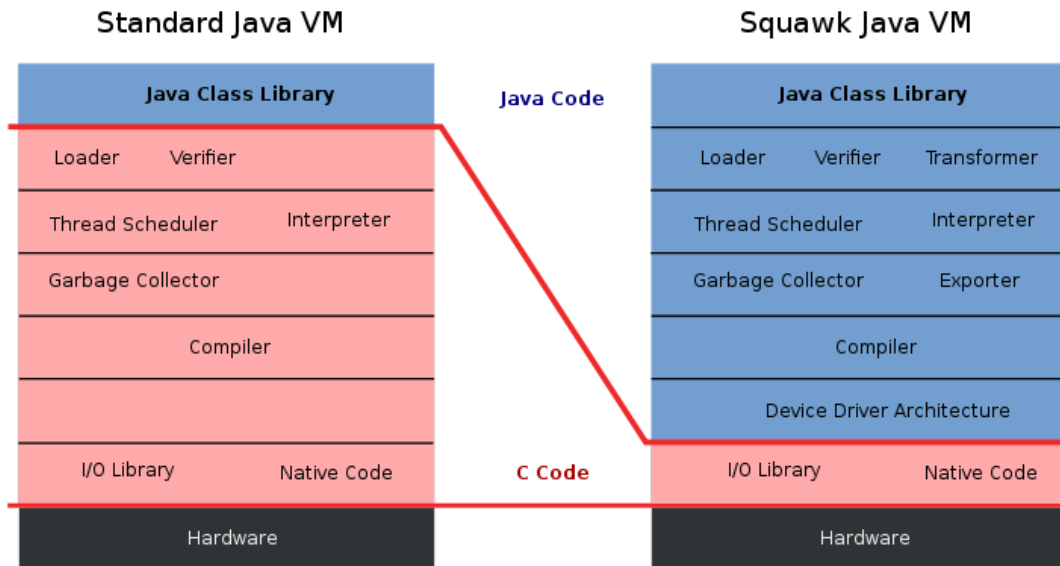 Standard Java VM
Squawk Java VM
Java Class Library
Java Code
Java Class Library
Loader Verifier
Loader Verifier Transformer
Thread Scheduler Interpreter
Thread Scheduler Interpreter
Garbage Collector
Garbage Collector Exporter
Compiler
Compiler
Device Driver Architecture
I/O Library Native Code
C Code
I/O Library Native Code
Hardware
Hardware